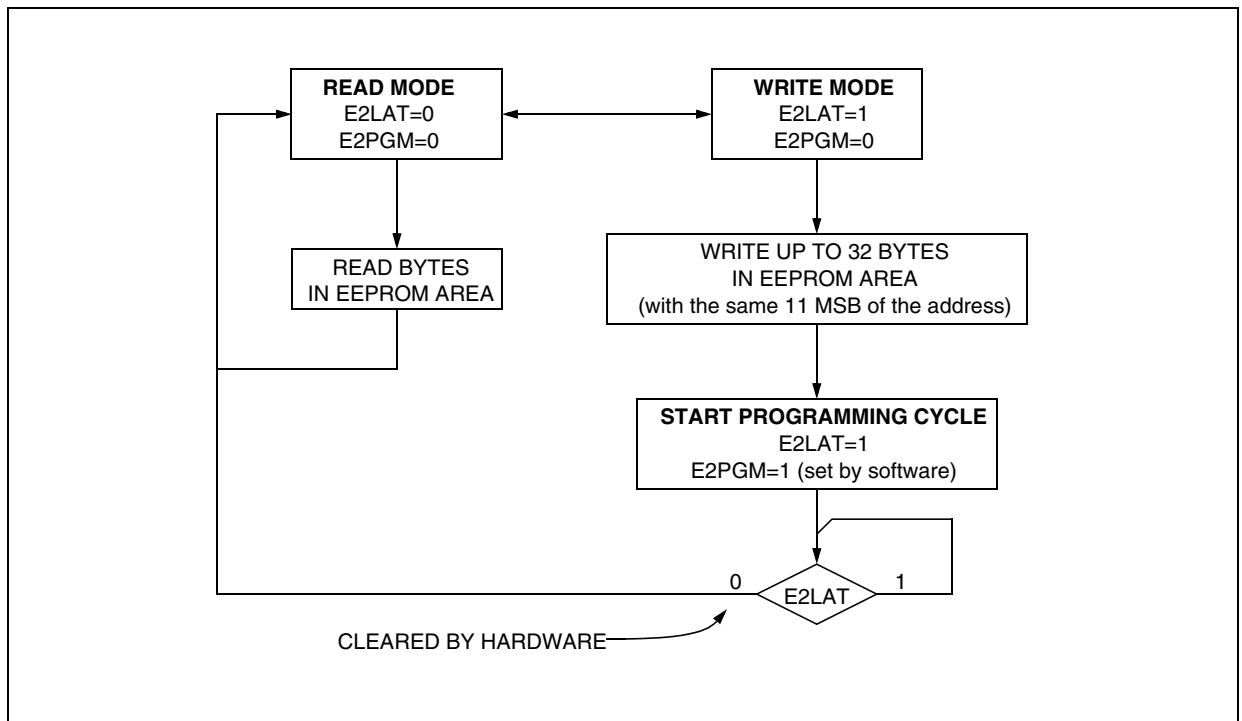 READ MODE
E2LAT=0
E2PGM=0
WRITE MODE
E2LAT=1
E2PGM=0
READ BYTES
IN EEPROM AREA
WRITE UP TO 32 BYTES
IN EEPROM AREA
(with the same 11 MSB of the address)
START PROGRAMMING CYCLE
E2LAT=1
E2PGM=1 (set by software)
0
E2LAT
1
CLEARED BY HARDWARE